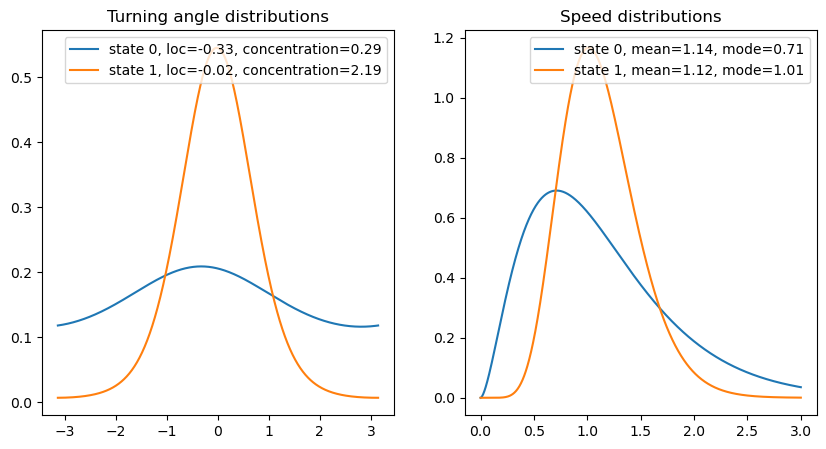 Turning angle distributions
state 0, loc=-0.33, concentration=0.29
state 1, loc=-0.02, concentration=2.19
0.5
0.4
0.3
0.2
0.1
0.0
−3 −2 −1 0 1 2 3
Speed distributions
state 0, mean=1.14, mode=0.71
state 1, mean=1.12, mode=1.01
1.2
1.0
0.8
0.6
0.4
0.2
0.0
0.0 0.5 1.0 1.5 2.0 2.5 3.0